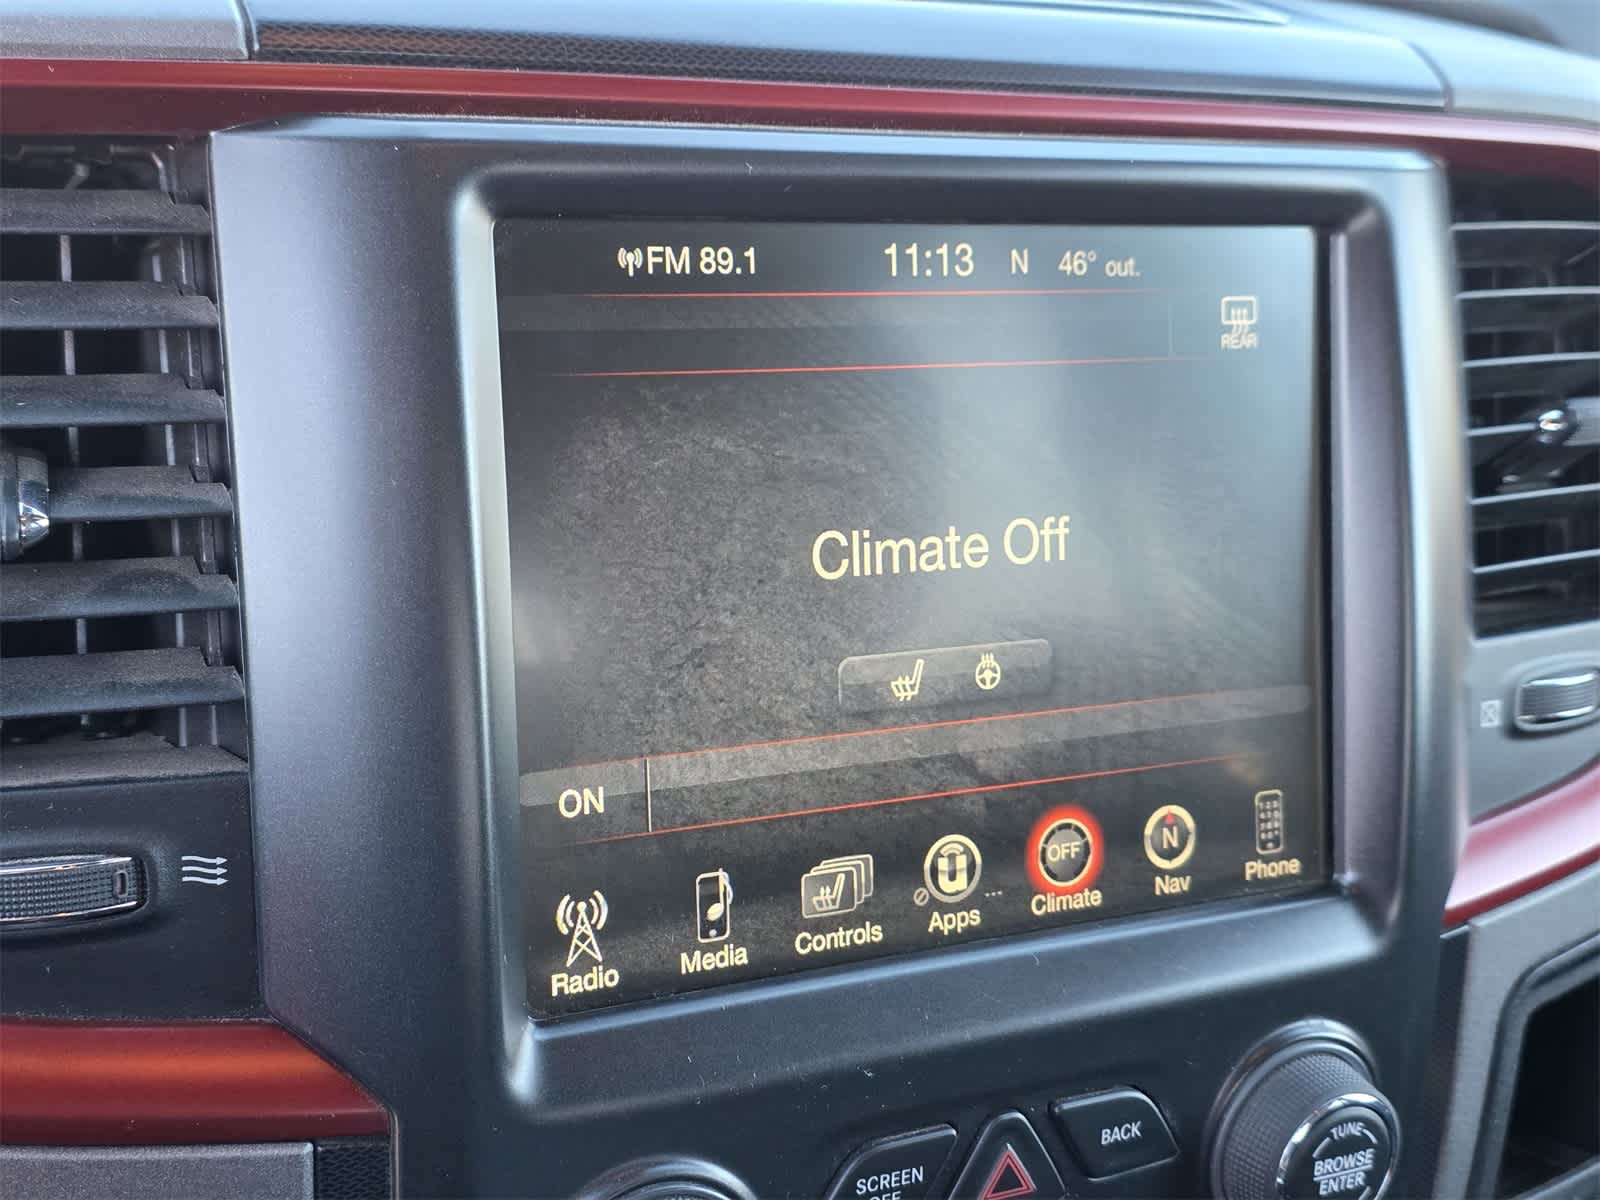 FM 89.1 11:13 N 46° out.
REAR
Climate Off
ON
OFF
N
Radio Media Controls Apps Climate Nav Phone
SCREEN
OFF
BACK
TUNE
BROWSE
ENTER